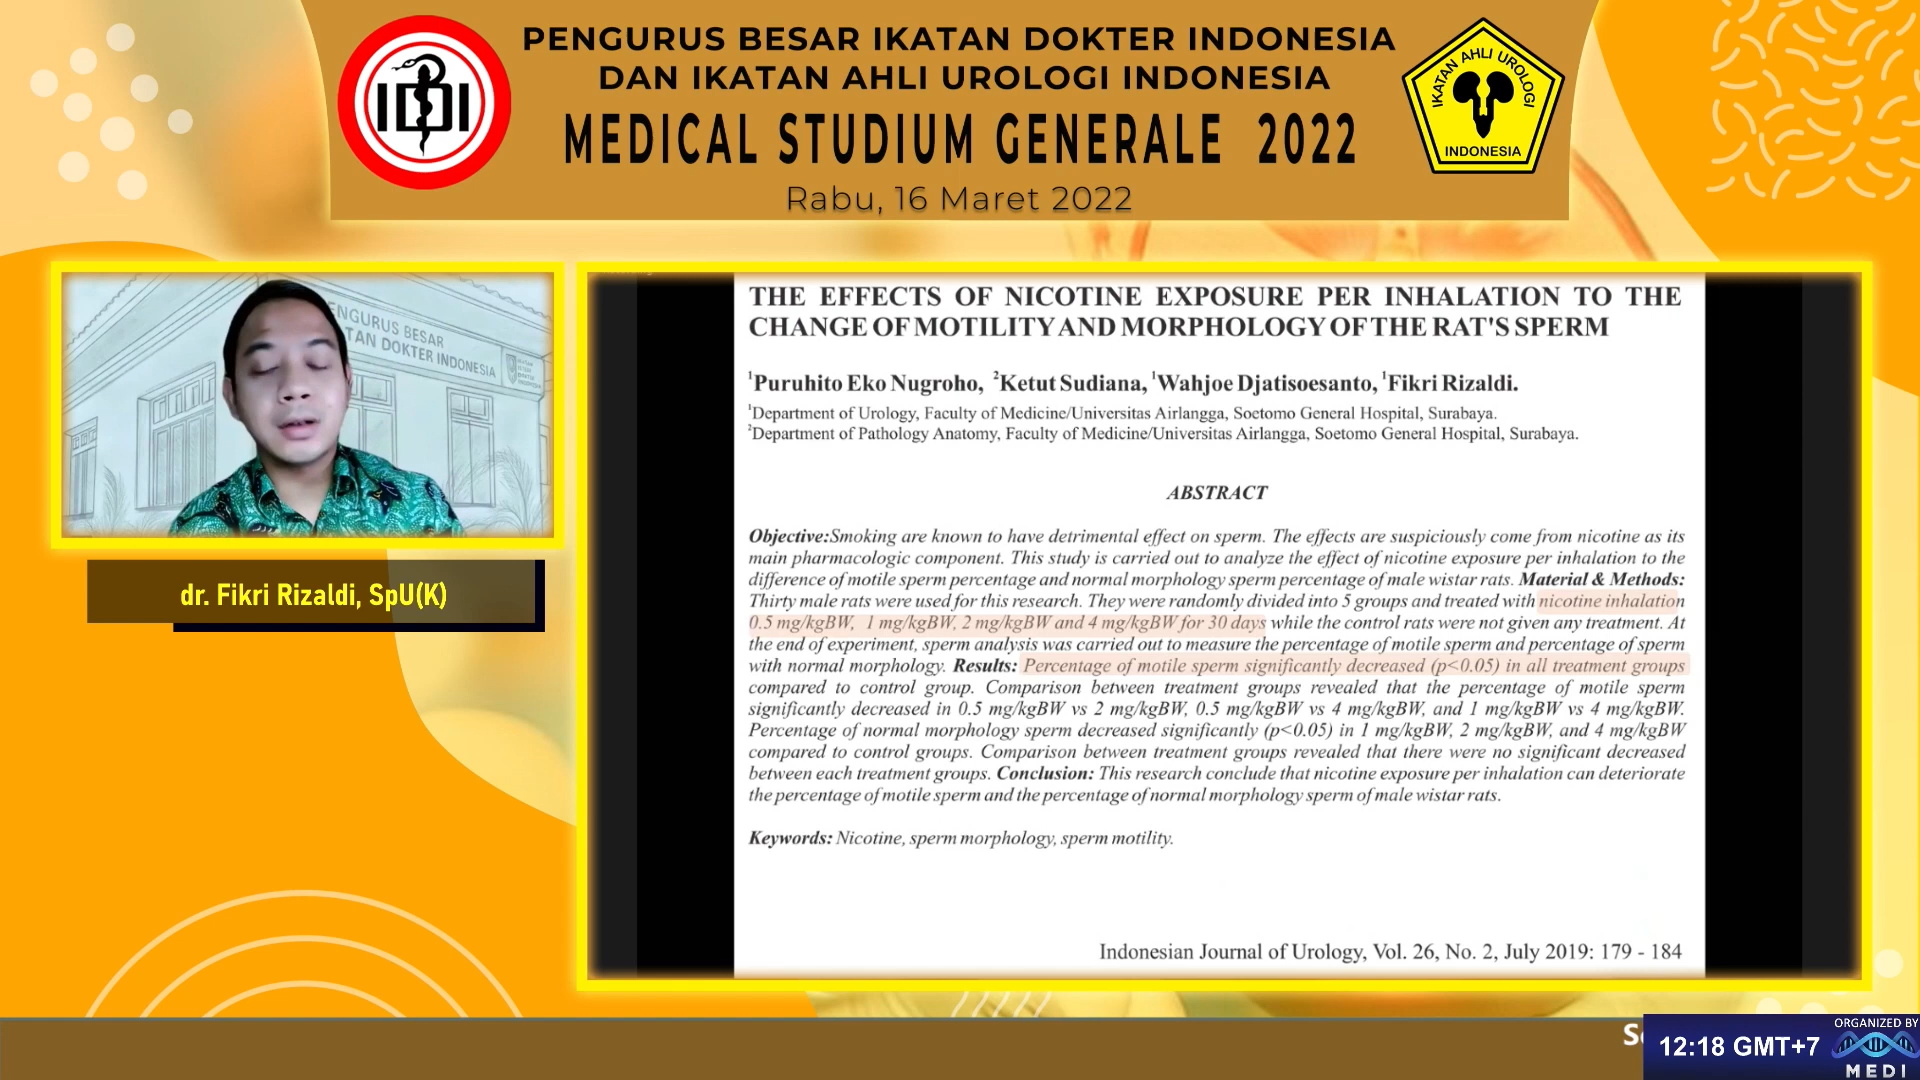 PENGURUS BESAR IKATAN DOKTER INDONESIA
DAN IKATAN AHLI UROLOGI INDONESIA
MEDICAL STUDIUM GENERALE 2022
Rabu, 16 Maret 2022
IDI
IKATAN AHLI UROLOGI
INDONESIA
PENGURUS BESAR
IKATAN DOKTER INDONESIA
dr. Fikri Rizaldi, SpU(K)
THE EFFECTS OF NICOTINE EXPOSURE PER INHALATION TO THE
CHANGE OF MOTILITY AND MORPHOLOGY OF THE RAT'S SPERM
¹Puruhito Eko Nugroho, ²Ketut Sudiana, ¹Wahjoe Djatisoesanto, ¹Fikri Rizaldi.
¹Department of Urology, Faculty of Medicine/Universitas Airlangga, Soetomo General Hospital, Surabaya.
²Department of Pathology Anatomy, Faculty of Medicine/Universitas Airlangga, Soetomo General Hospital, Surabaya.
ABSTRACT
Objective:Smoking are known to have detrimental effect on sperm. The effects are suspiciously come from nicotine as its
main pharmacologic component. This study is carried out to analyze the effect of nicotine exposure per inhalation to the
difference of motile sperm percentage and normal morphology sperm percentage of male wistar rats. Material & Methods:
Thirty male rats were used for this research. They were randomly divided into 5 groups and treated with nicotine inhalation
0.5 mg/kgBW, 1 mg/kgBW, 2 mg/kgBW and 4 mg/kgBW for 30 days while the control rats were not given any treatment. At
the end of experiment, sperm analysis was carried out to measure the percentage of motile sperm and percentage of sperm
with normal morphology. Results: Percentage of motile sperm significantly decreased (p<0.05) in all treatment groups
compared to control group. Comparison between treatment groups revealed that the percentage of motile sperm
significantly decreased in 0.5 mg/kgBW vs 2 mg/kgBW, 0.5 mg/kgBW vs 4 mg/kgBW, and 1 mg/kgBW vs 4 mg/kgBW.
Percentage of normal morphology sperm decreased significantly (p<0.05) in 1 mg/kgBW, 2 mg/kgBW, and 4 mg/kgBW
compared to control groups. Comparison between treatment groups revealed that there were no significant decreased
between each treatment groups. Conclusion: This research conclude that nicotine exposure per inhalation can deteriorate
the percentage of motile sperm and the percentage of normal morphology sperm of male wistar rats.
Keywords: Nicotine, sperm morphology, sperm motility.
Indonesian Journal of Urology, Vol. 26, No. 2, July 2019: 179 - 184
12:18 GMT+7
ORGANIZED BY
MEDI